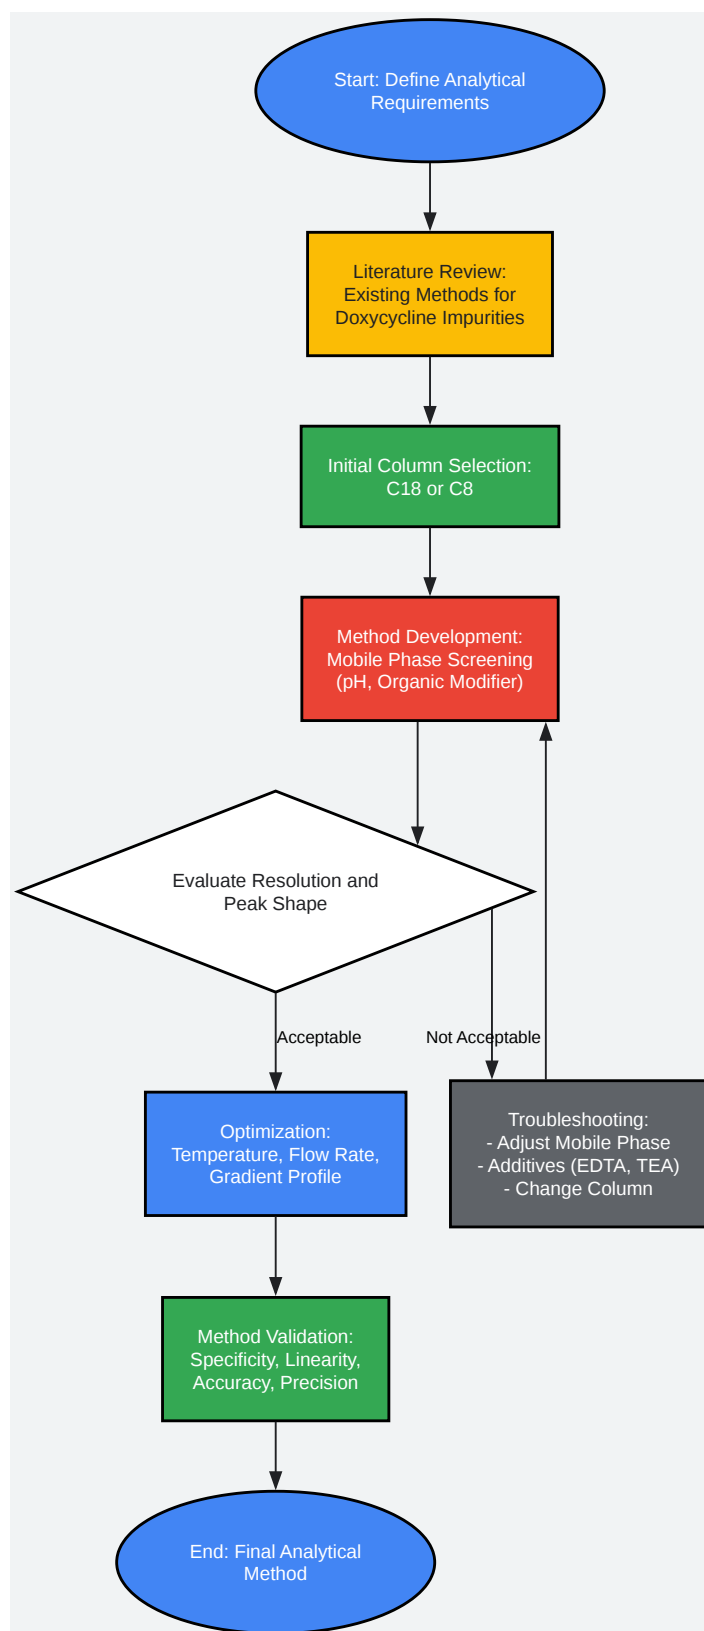 Start: Define Analytical
Requirements
Literature Review:
Existing Methods for
Doxycycline Impurities
Initial Column Selection:
C18 or C8
Method Development:
Mobile Phase Screening
(pH, Organic Modifier)
Evaluate Resolution and
Peak Shape
Acceptable
Not Acceptable
Optimization:
Temperature, Flow Rate,
Gradient Profile
Troubleshooting:
- Adjust Mobile Phase
- Additives (EDTA, TEA)
- Change Column
Method Validation:
Specificity, Linearity,
Accuracy, Precision
End: Final Analytical
Method